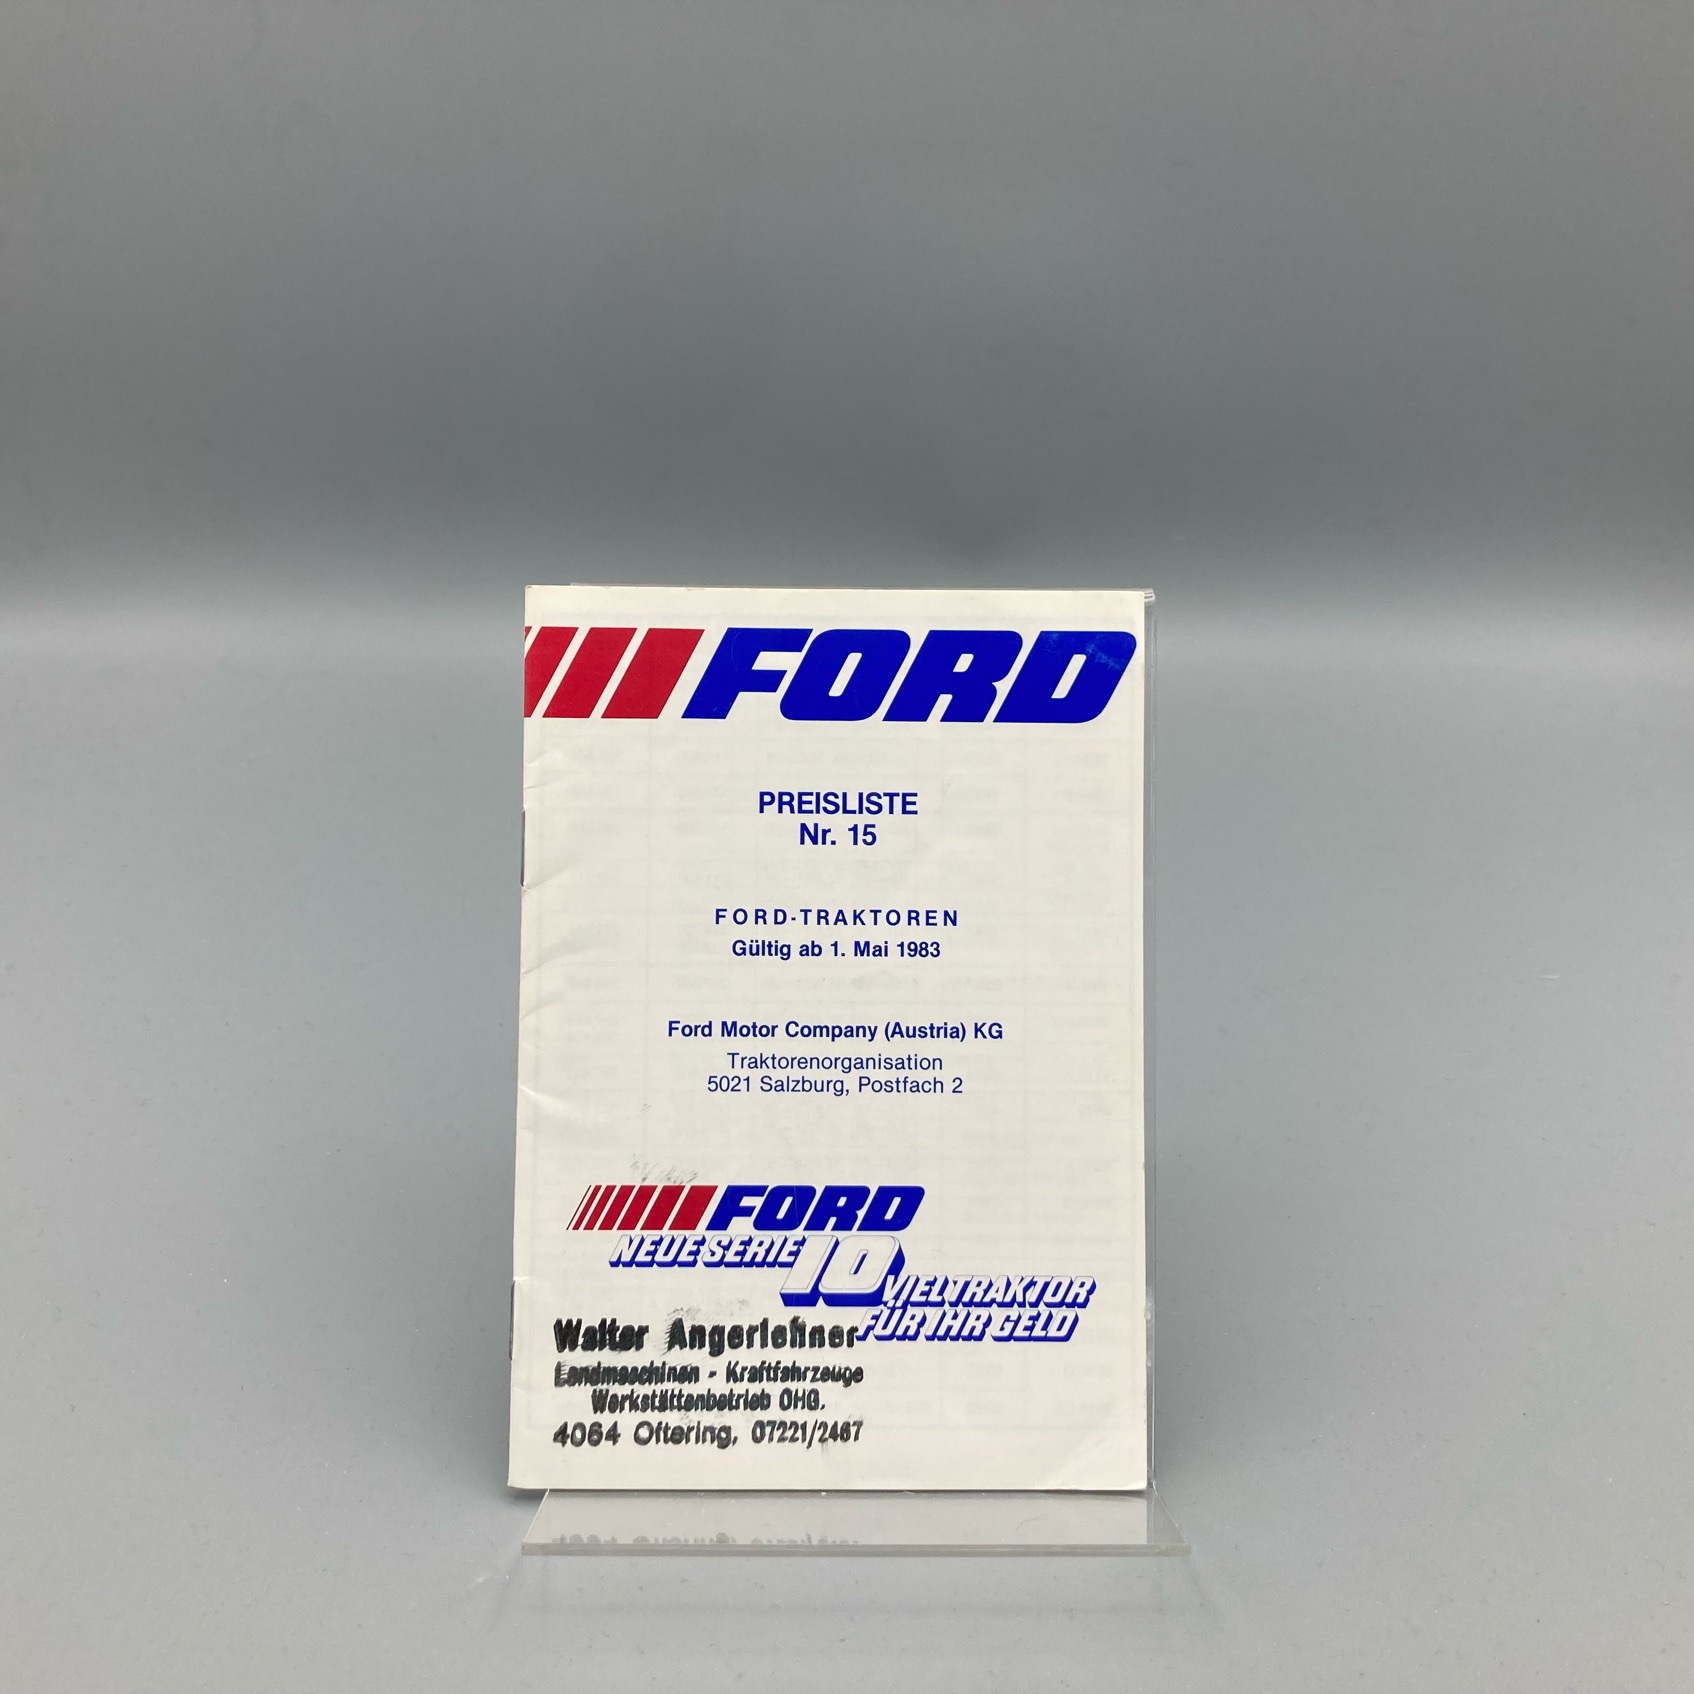 FORD
PREISLISTE
Nr. 15
FORD-TRAKTOREN
Gültig ab 1. Mai 1983
Ford Motor Company (Austria) KG
Traktorenorganisation
5021 Salzburg, Postfach 2
FORD
NEUE SERIE 10
VIEL TRAKTOR
FÜR IHR GELD
Walter Angerlehner
Landmaschinen - Kraftfahrzeuge
Werkstättenbetrieb OHG.
4064 Oftering, 07221/2467